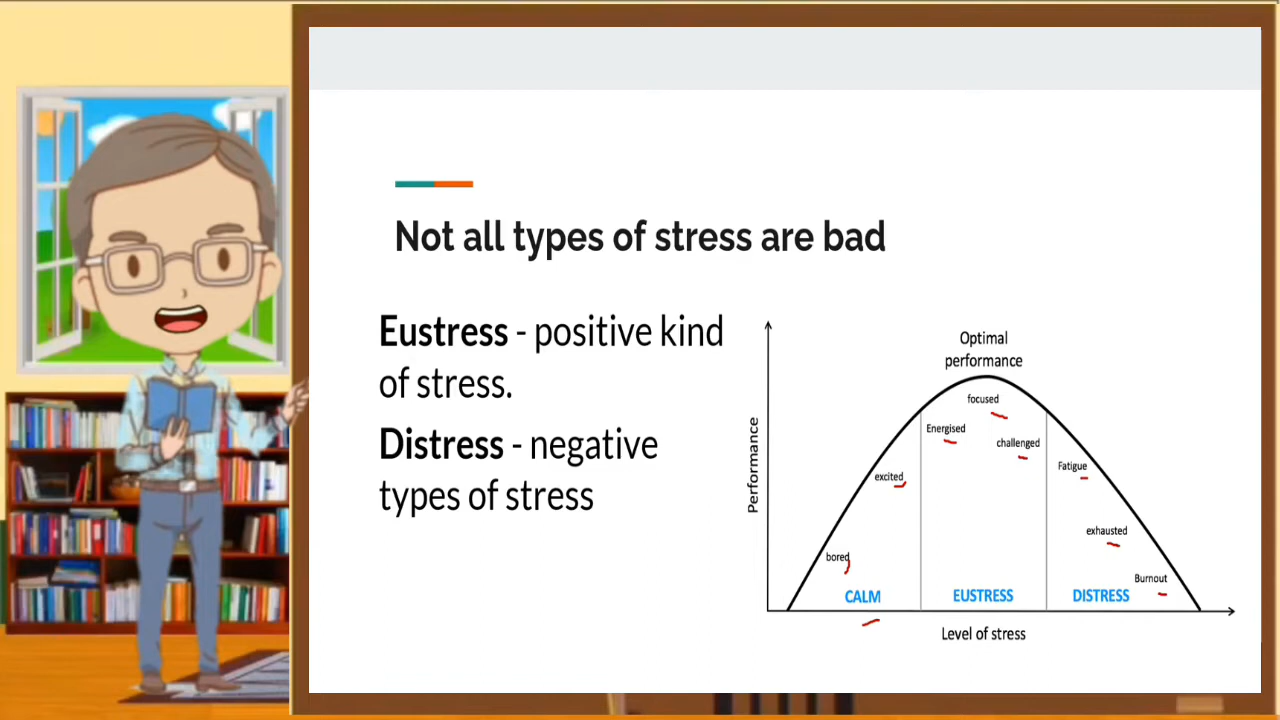 Not all types of stress are bad
Eustress - positive kind
of stress.
Distress - negative
types of stress
Optimal
performance
focused
Energised
challenged
Fatigue
excited
exhausted
bored
Burnout
CALM
EUSTRESS
DISTRESS
Performance
Level of stress